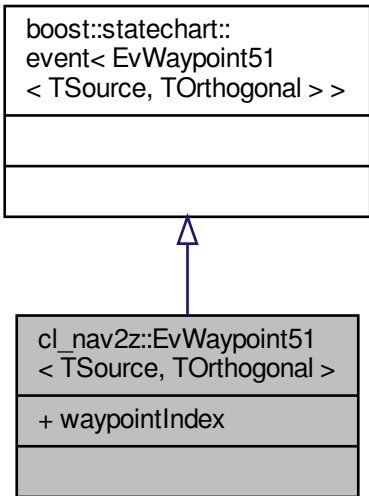 boost::statechart::
event< EvWaypoint51
< TSource, TOrthogonal > >
cl_nav2z::EvWaypoint51
< TSource, TOrthogonal >
+ waypointIndex